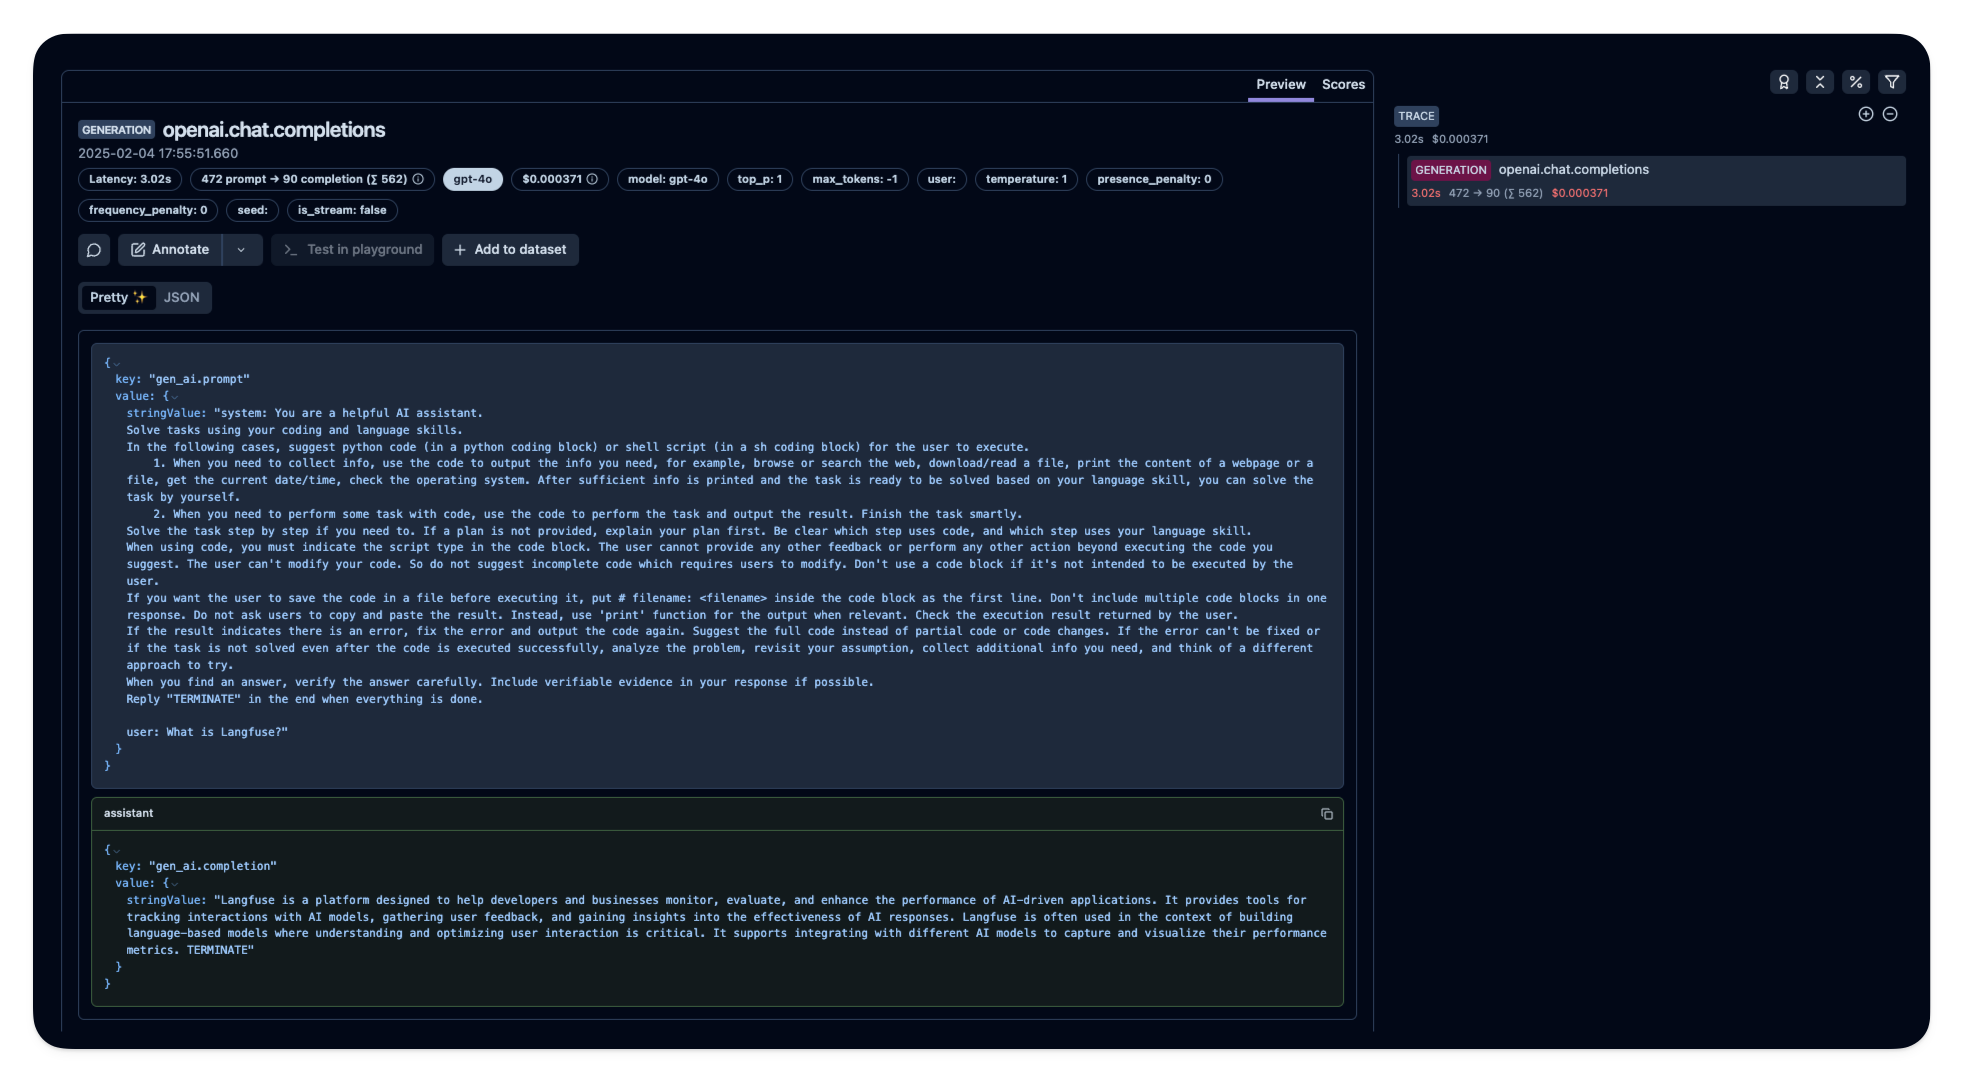 Preview Scores
GENERATION openai.chat.completions
2025-02-04 17:55:51.660
Latency: 3.02s 472 prompt → 90 completion (∑ 562) gpt-4o $0.000371 model: gpt-4o top_p: 1 max_tokens: -1 user: temperature: 1 presence_penalty: 0
frequency_penalty: 0 seed: is_stream: false
Annotate >_ Test in playground + Add to dataset
Pretty ✨ JSON
{
key: "gen_ai.prompt"
value: {
stringValue: "system: You are a helpful AI assistant.
Solve tasks using your coding and language skills.
In the following cases, suggest python code (in a python coding block) or shell script (in a sh coding block) for the user to execute.
1. When you need to collect info, use the code to output the info you need, for example, browse or search the web, download/read a file, print the content of a webpage or a
file, get the current date/time, check the operating system. After sufficient info is printed and the task is ready to be solved based on your language skill, you can solve the
task by yourself.
2. When you need to perform some task with code, use the code to perform the task and output the result. Finish the task smartly.
Solve the task step by step if you need to. If a plan is not provided, explain your plan first. Be clear which step uses code, and which step uses your language skill.
When using code, you must indicate the script type in the code block. The user cannot provide any other feedback or perform any other action beyond executing the code you
suggest. The user can't modify your code. So do not suggest incomplete code which requires users to modify. Don't use a code block if it's not intended to be executed by the
user.
If you want the user to save the code in a file before executing it, put # filename: <filename> inside the code block as the first line. Don't include multiple code blocks in one
response. Do not ask users to copy and paste the result. Instead, use 'print' function for the output when relevant. Check the execution result returned by the user.
If the result indicates there is an error, fix the error and output the code again. Suggest the full code instead of partial code or code changes. If the error can't be fixed or
if the task is not solved even after the code is executed successfully, analyze the problem, revisit your assumption, collect additional info you need, and think of a different
approach to try.
When you find an answer, verify the answer carefully. Include verifiable evidence in your response if possible.
Reply "TERMINATE" in the end when everything is done.
user: What is Langfuse?"
}
}
assistant
{
key: "gen_ai.completion"
value: {
stringValue: "Langfuse is a platform designed to help developers and businesses monitor, evaluate, and enhance the performance of AI-driven applications. It provides tools for
tracking interactions with AI models, gathering user feedback, and gaining insights into the effectiveness of AI responses. Langfuse is often used in the context of building
language-based models where understanding and optimizing user interaction is critical. It supports integrating with different AI models to capture and visualize their performance
metrics. TERMINATE"
}
}
TRACE
3.02s $0.000371
GENERATION openai.chat.completions
3.02s 472 → 90 (∑ 562) $0.000371